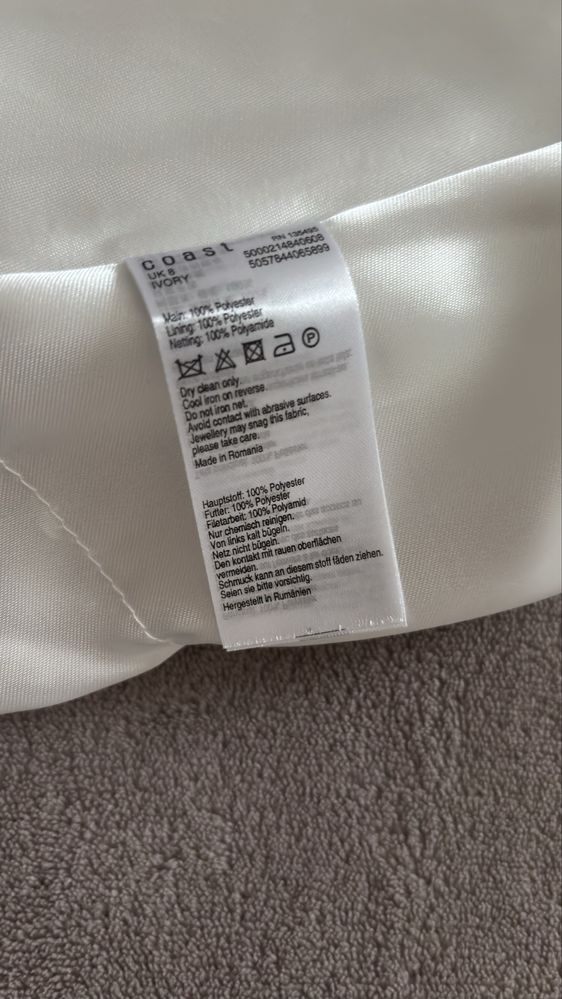 coast
RN 135495
UK 8
5000214840608
IVORY
5057844065899
Main: 100% Polyester
Lining: 100% Polyester
Netting: 100% Polyamide
P
Dry clean only.
Cool iron on reverse.
Do not iron net.
Avoid contact with abrasive surfaces.
Jewellery may snag this fabric,
please take care.
Made in Romania
Hauptstoff: 100% Polyester
Futter: 100% Polyester
Filetarbeit: 100% Polyamid
Nur chemisch reinigen.
Von links kalt bügeln.
Netz nicht bügeln.
Den kontakt mit rauen oberflächen
vermeiden.
Schmuck kann an diesem stoff fäden ziehen.
Seien sie bitte vorsichtig.
Hergestellt in Rumänien